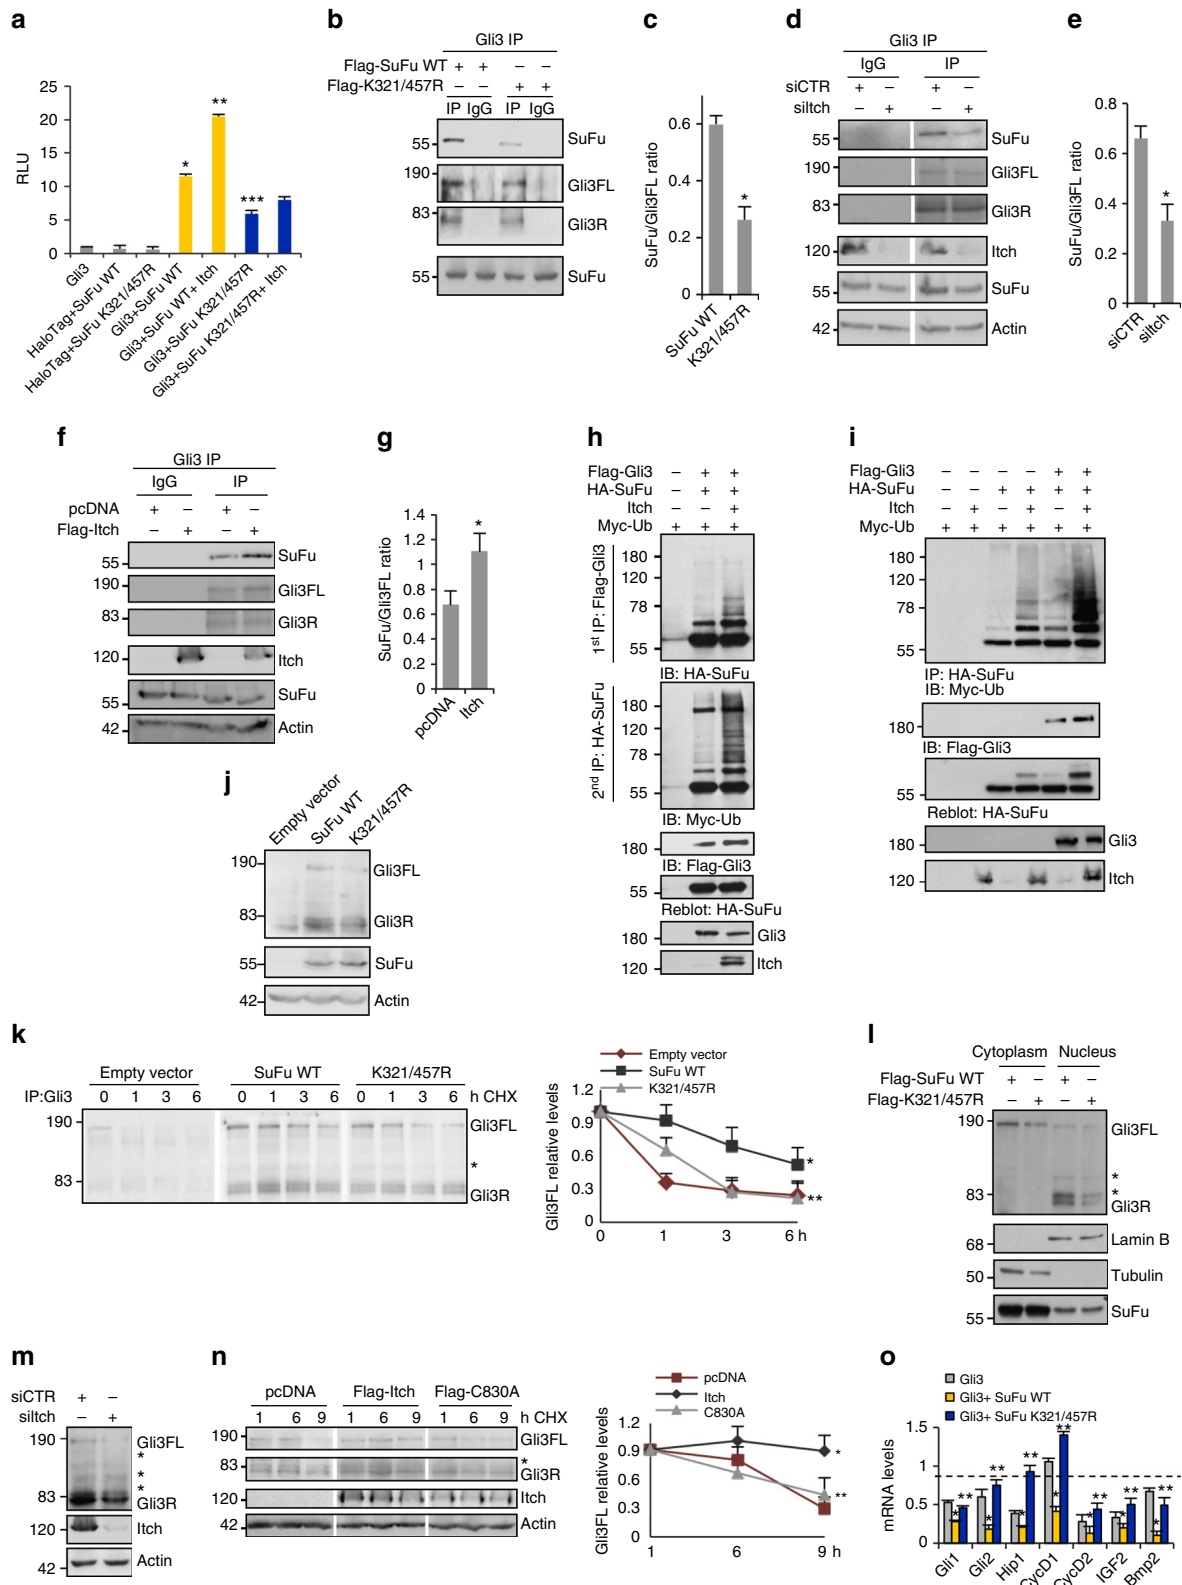 a
RLU
25
20
15
10
5
0
*
**
***
Gli3
HaloTag+SuFu WT
HaloTag+SuFu K321/457R
Gli3+SuFu WT
Gli3+SuFu WT+ Itch
Gli3+SuFu K321/457R
Gli3+SuFu K321/457R+ Itch
b
Gli3 IP
Flag-SuFu WT + + – –
Flag-K321/457R – – + +
IP IgG IP IgG
55 SuFu
190 Gli3FL
83 Gli3R
55 SuFu
c
SuFu/Gli3FL ratio
0.6
0.4
0.2
0
*
SuFu WT
K321/457R
d
Gli3 IP
IgG IP
siCTR + – + –
siItch – + – +
55 SuFu
190 Gli3FL
83 Gli3R
120 Itch
55 SuFu
42 Actin
e
SuFu/Gli3FL ratio
0.8
0.6
0.4
0.2
0
*
siCTR
siItch
f
Gli3 IP
IgG IP
pcDNA + – + –
Flag-Itch – + – +
55 SuFu
190 Gli3FL
83 Gli3R
120 Itch
55 SuFu
42 Actin
g
SuFu/Gli3FL ratio
1.4
1.2
1
0.8
0.6
0.4
0.2
0
*
pcDNA
Itch
h
Flag-Gli3 – + +
HA-SuFu – + +
Itch – – +
Myc-Ub + + +
1st IP: Flag-Gli3
180
120
78
55
IB: HA-SuFu
2nd IP: HA-SuFu
180
120
78
55
IB: Myc-Ub
180
IB: Flag-Gli3
55
Reblot: HA-SuFu
180 Gli3
120 Itch
i
Flag-Gli3 – – – – + +
HA-SuFu – – + + + +
Itch – + – + – +
Myc-Ub + + + + + +
180
120
78
55
IP: HA-SuFu
IB: Myc-Ub
180
IB: Flag-Gli3
55
Reblot: HA-SuFu
180 Gli3
120 Itch
j
Empty vector
SuFu WT
K321/457R
190 Gli3FL
83 Gli3R
55 SuFu
42 Actin
k
Empty vector SuFu WT K321/457R
IP:Gli3 0 1 3 6 0 1 3 6 0 1 3 6 h CHX
190 Gli3FL
*
83 Gli3R
Empty vector
SuFu WT
K321/457R
Gli3FL relative levels
1.2
0.9
0.6
0.3
0
*
**
0 1 3 6 h
l
Cytoplasm Nucleus
Flag-SuFu WT + – + –
Flag-K321/457R – + – +
190 Gli3FL
*
*
83 Gli3R
68 Lamin B
50 Tubulin
55 SuFu
m
siCTR + –
siItch – +
190 Gli3FL
*
*
*
83 Gli3R
120 Itch
42 Actin
n
pcDNA Flag-Itch Flag-C830A
1 6 9 1 6 9 1 6 9 h CHX
190 Gli3FL
*
83 Gli3R
120 Itch
42 Actin
pcDNA
Itch
C830A
Gli3FL relative levels
1.2
0.9
0.6
0.3
0
*
**
1 6 9 h
o
Gli3
Gli3+ SuFu WT
Gli3+ SuFu K321/457R
mRNA levels
1.5
1
0.5
0
* ** * ** * ** * ** * ** * ** * **
Gli1
Gli2
Hip1
CycD1
CycD2
IGF2
Bmp2